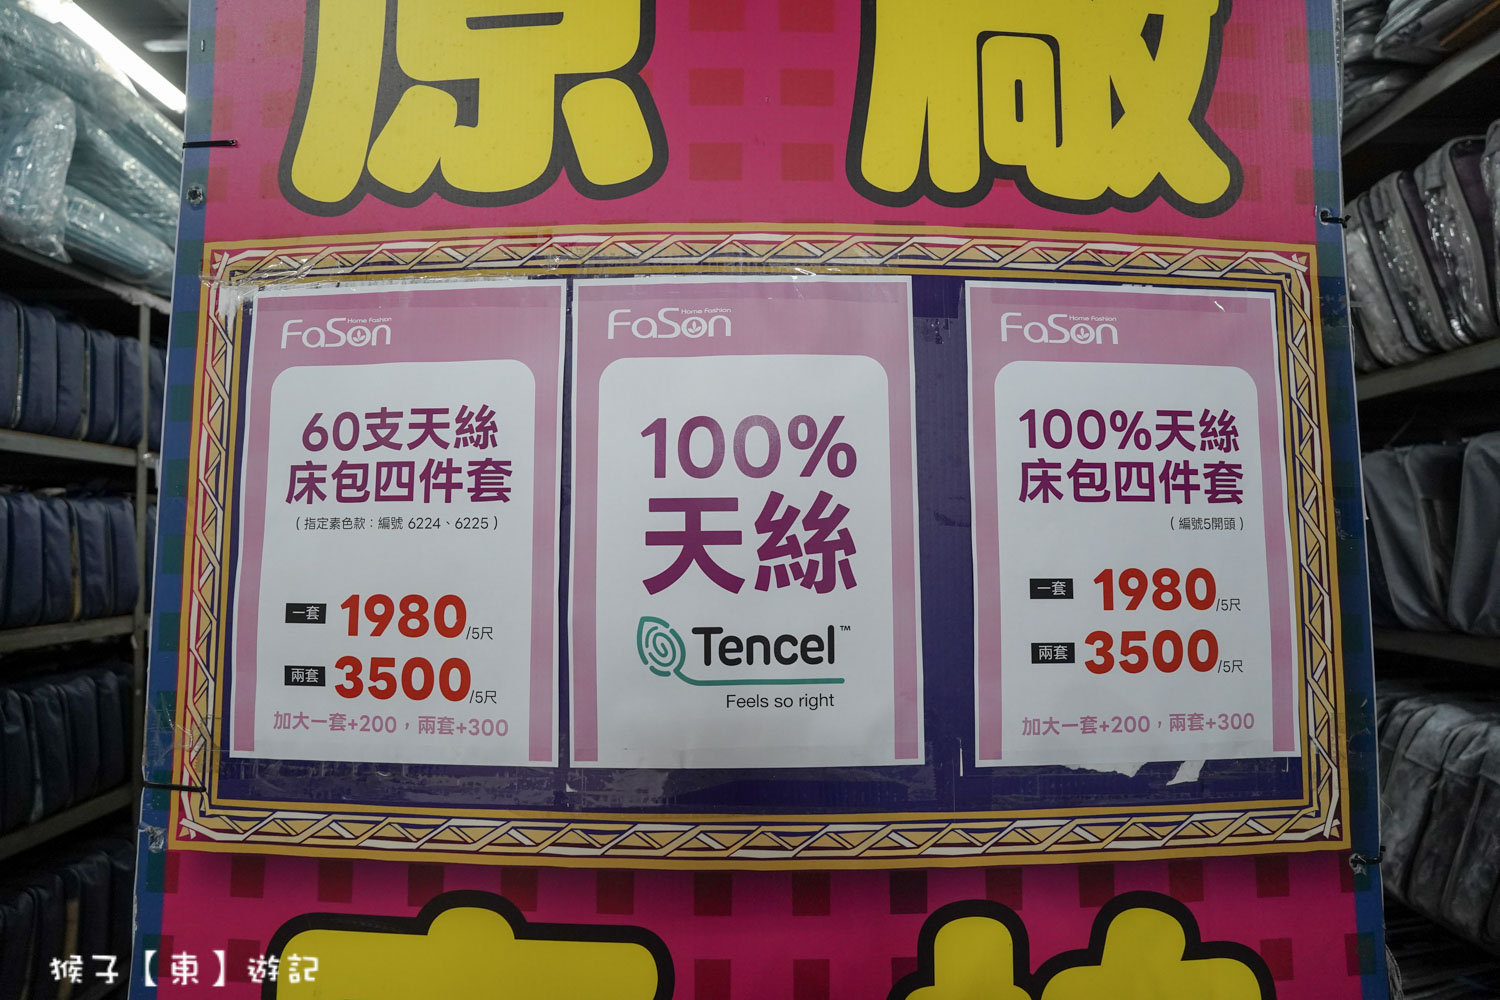 原廠
FaSon Home Fashion
60支天絲
床包四件套
（指定素色款：編號 6224、6225）
一套 1980/5尺
兩套 3500/5尺
加大一套+200，兩套+300
FaSon Home Fashion
100%
天絲
Tencel™
Feels so right
FaSon Home Fashion
100%天絲
床包四件套
（編號5開頭）
一套 1980/5尺
兩套 3500/5尺
加大一套+200，兩套+300
猴子【東】遊記